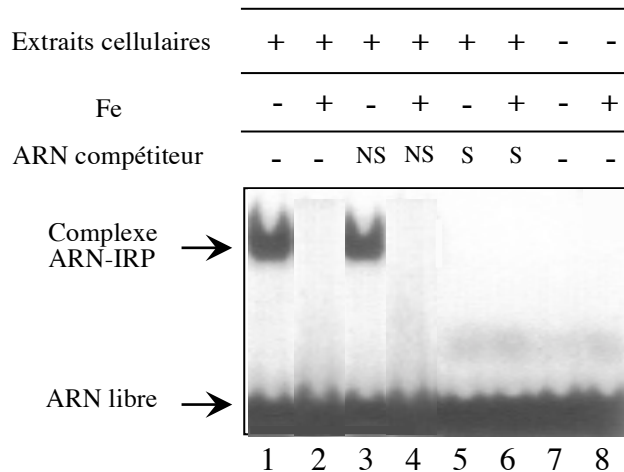 Extraits cellulaires + + + + + + - -
Fe - + - + - + - +
ARN compétiteur - - NS NS S S - -
Complexe
ARN-IRP
ARN libre
1 2 3 4 5 6 7 8